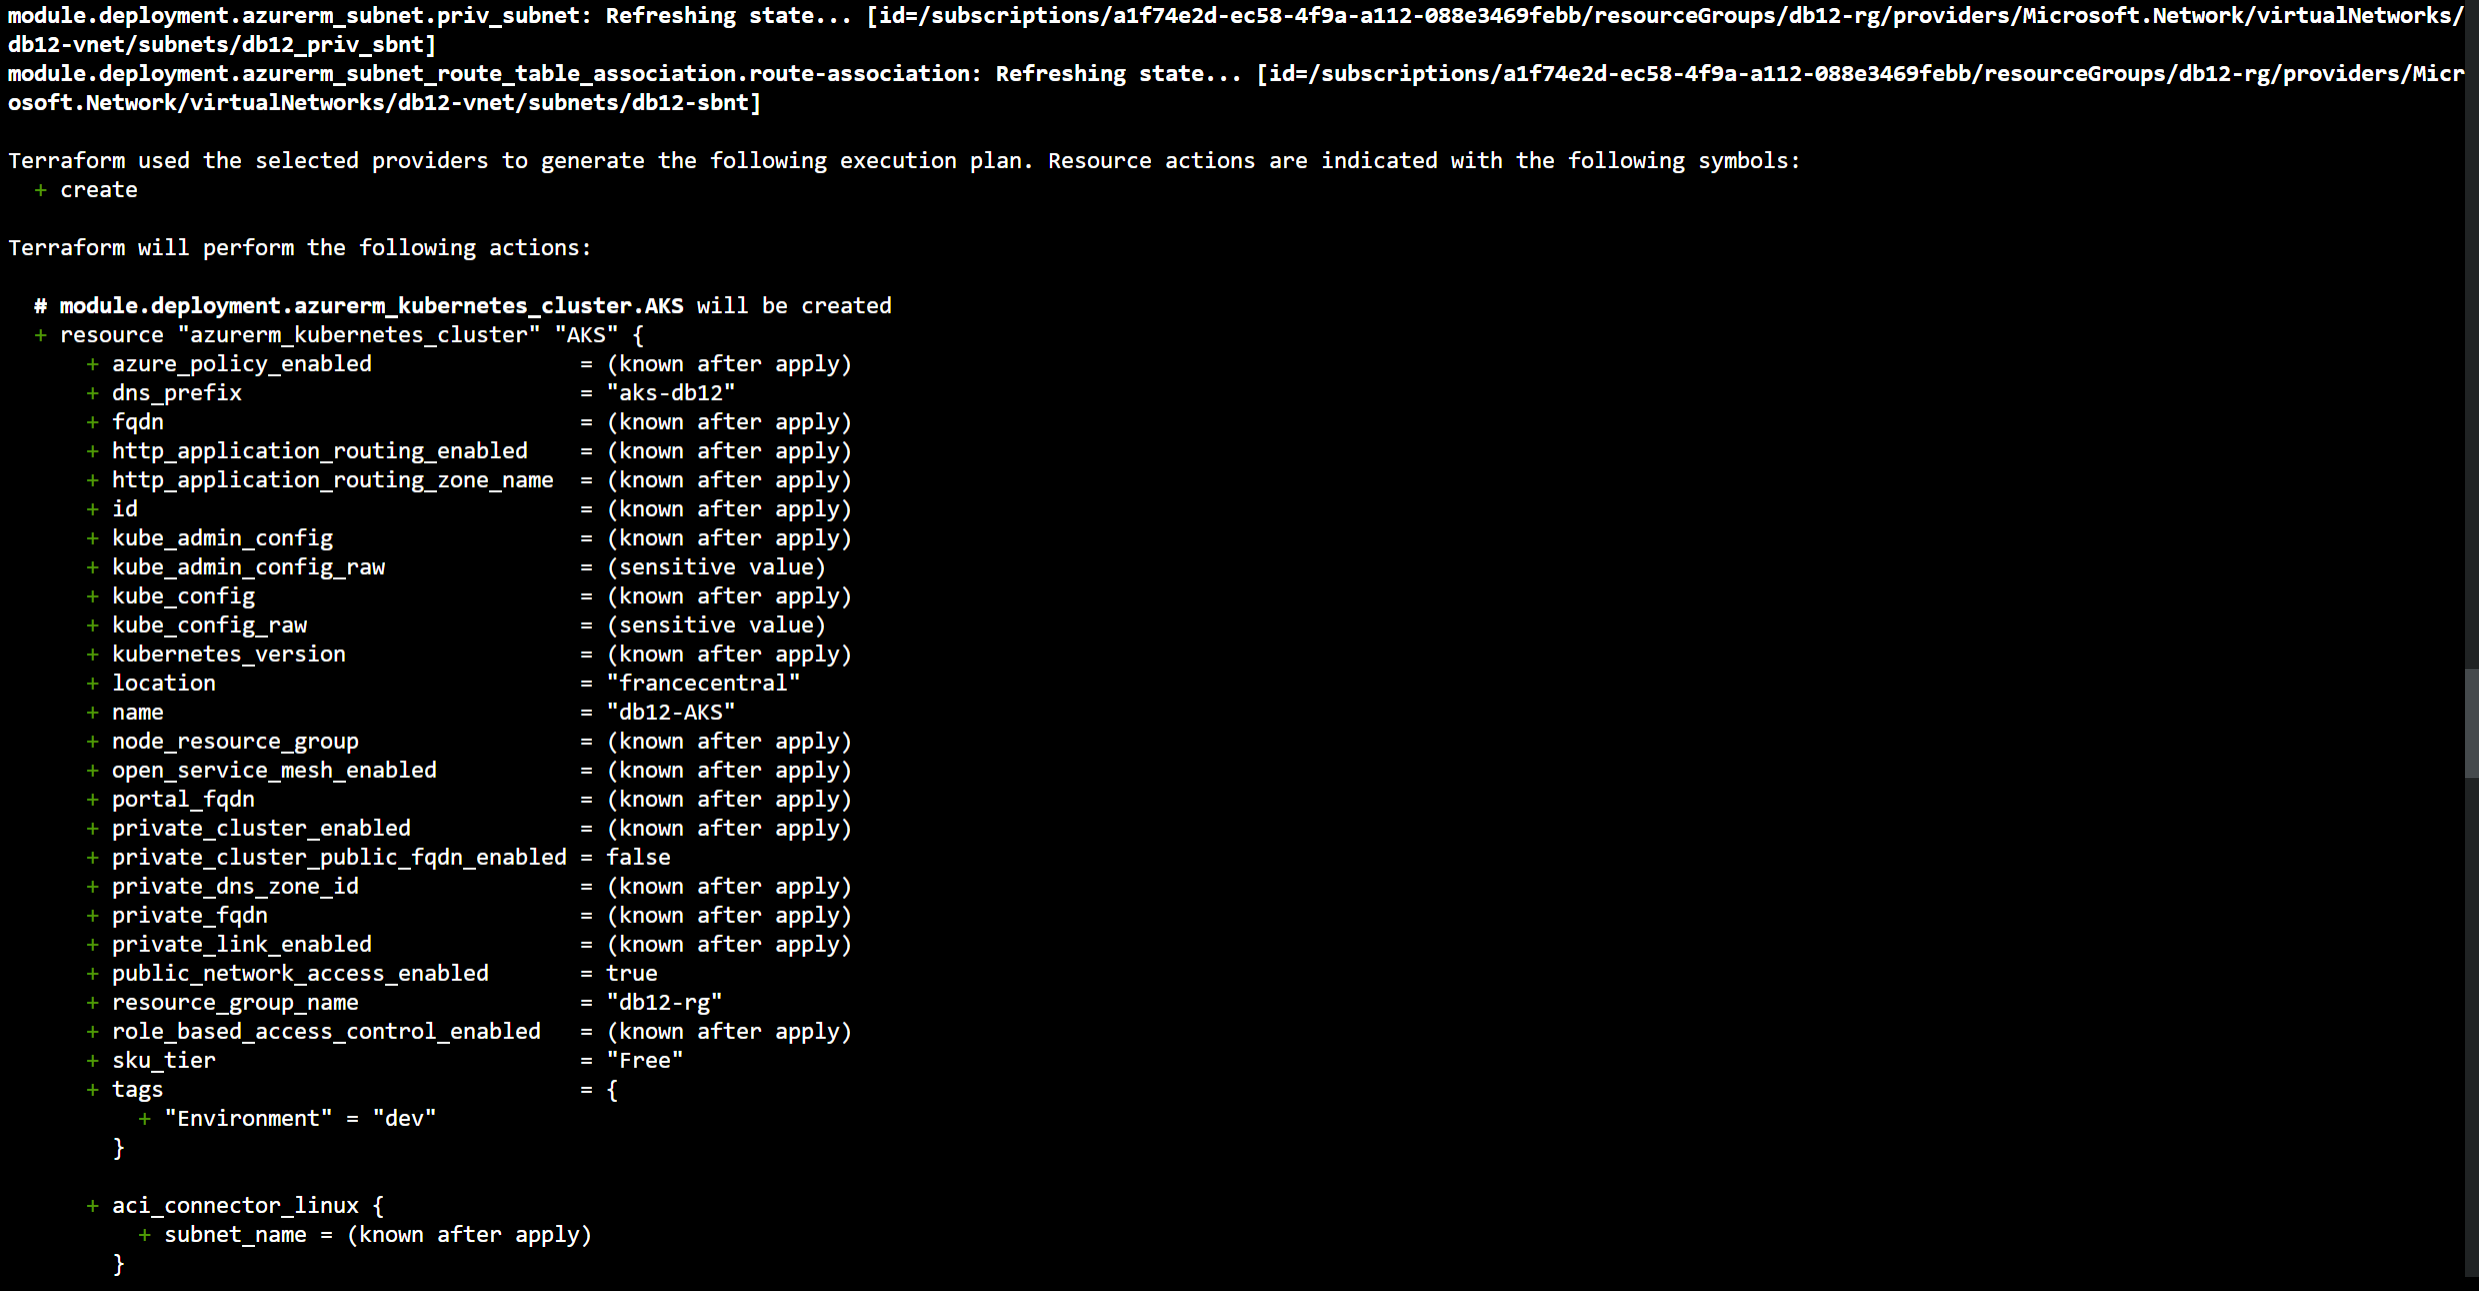 module.deployment.azurerm_subnet.priv_subnet: Refreshing state... [id=/subscriptions/a1f74e2d-ec58-4f9a-a112-088e3469febb/resourceGroups/db12-rg/providers/Microsoft.Network/virtualNetworks/
db12-vnet/subnets/db12_priv_sbnt]
module.deployment.azurerm_subnet_route_table_association.route-association: Refreshing state... [id=/subscriptions/a1f74e2d-ec58-4f9a-a112-088e3469febb/resourceGroups/db12-rg/providers/Micr
osoft.Network/virtualNetworks/db12-vnet/subnets/db12-sbnt]

Terraform used the selected providers to generate the following execution plan. Resource actions are indicated with the following symbols:
  + create

Terraform will perform the following actions:

  # module.deployment.azurerm_kubernetes_cluster.AKS will be created
  + resource "azurerm_kubernetes_cluster" "AKS" {
      + azure_policy_enabled                = (known after apply)
      + dns_prefix                          = "aks-db12"
      + fqdn                                = (known after apply)
      + http_application_routing_enabled    = (known after apply)
      + http_application_routing_zone_name  = (known after apply)
      + id                                  = (known after apply)
      + kube_admin_config                   = (known after apply)
      + kube_admin_config_raw               = (sensitive value)
      + kube_config                         = (known after apply)
      + kube_config_raw                     = (sensitive value)
      + kubernetes_version                  = (known after apply)
      + location                            = "francecentral"
      + name                                = "db12-AKS"
      + node_resource_group                 = (known after apply)
      + open_service_mesh_enabled           = (known after apply)
      + portal_fqdn                         = (known after apply)
      + private_cluster_enabled             = (known after apply)
      + private_cluster_public_fqdn_enabled = false
      + private_dns_zone_id                 = (known after apply)
      + private_fqdn                        = (known after apply)
      + private_link_enabled                = (known after apply)
      + public_network_access_enabled       = true
      + resource_group_name                 = "db12-rg"
      + role_based_access_control_enabled   = (known after apply)
      + sku_tier                            = "Free"
      + tags                                = {
          + "Environment" = "dev"
        }

      + aci_connector_linux {
          + subnet_name = (known after apply)
        }